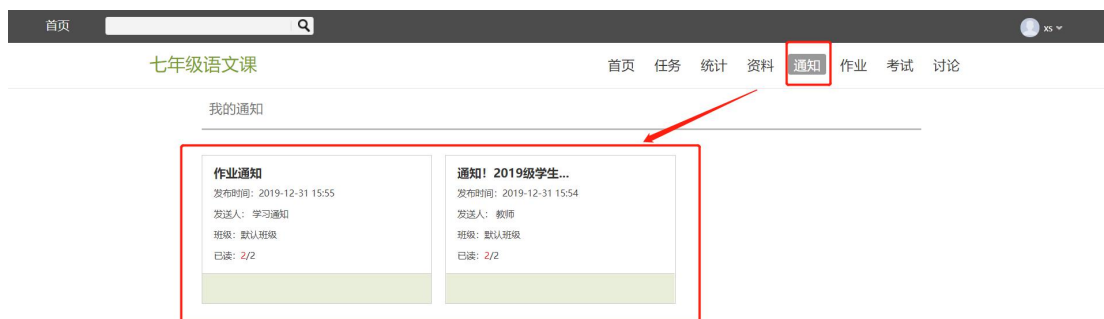 首页
xs
七年级语文课
首页 任务 统计 资料 通知 作业 考试 讨论
我的通知
作业通知
发布时间：2019-12-31 15:55
发送人： 学习通知
班级：默认班级
已读：2/2
通知！2019级学生...
发布时间：2019-12-31 15:54
发送人： 教师
班级：默认班级
已读：2/2